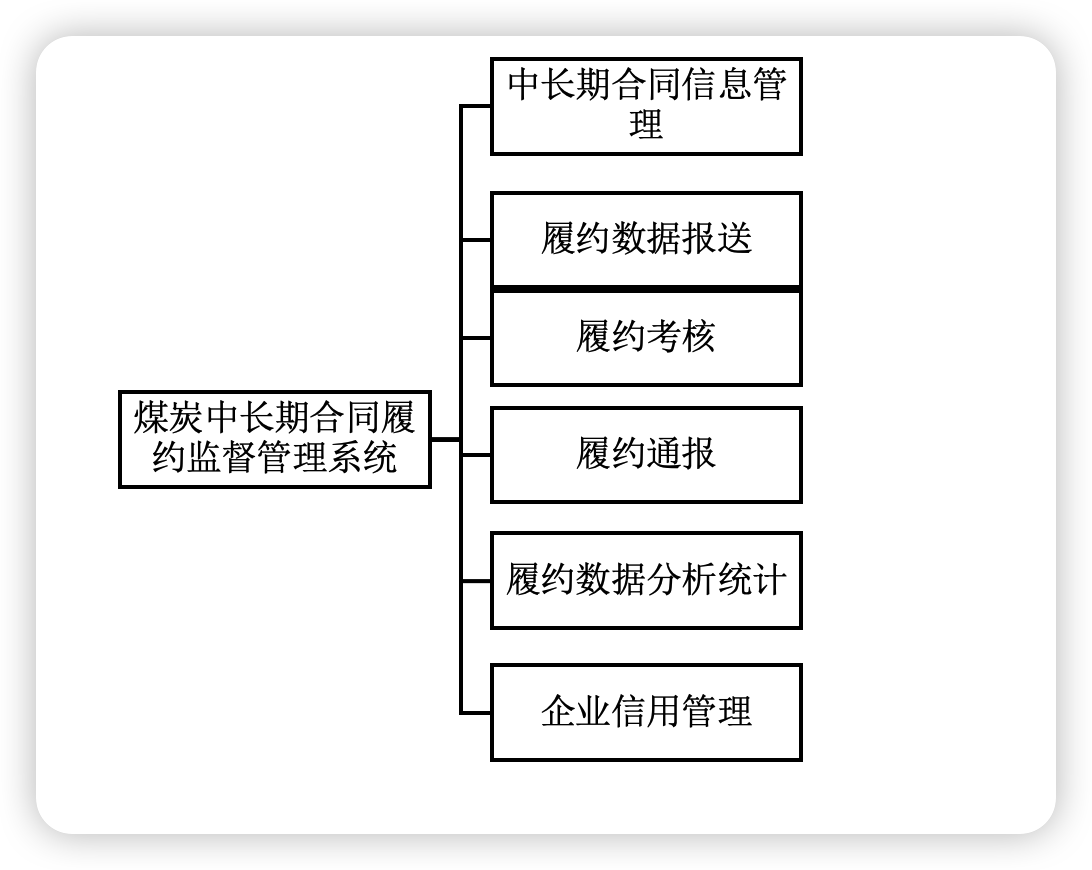 中长期合同信息管
理
履约数据报送
履约考核
煤炭中长期合同履
约监督管理系统
履约通报
履约数据分析统计
企业信用管理